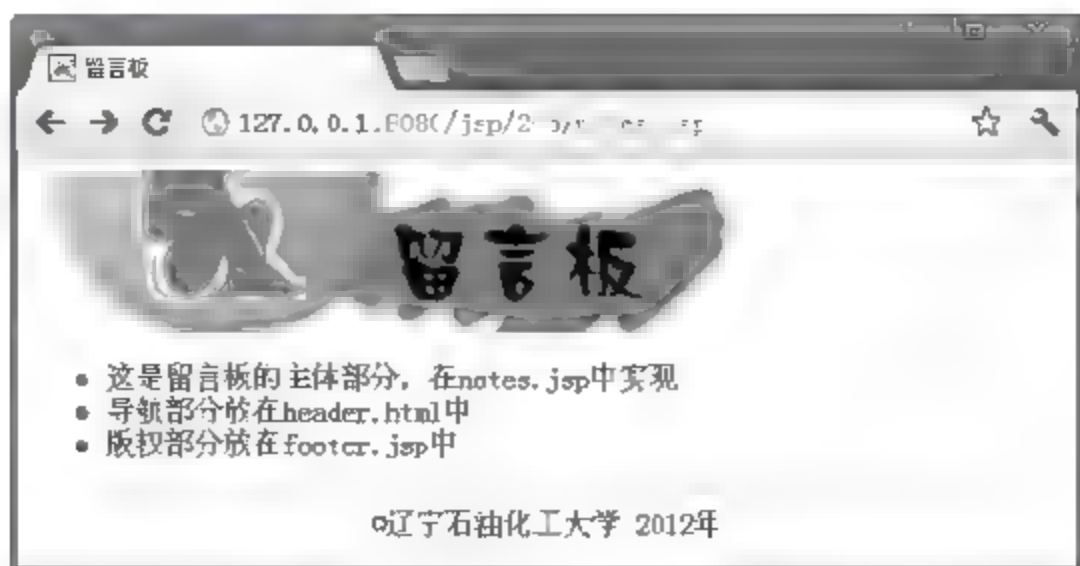 留言板
127.0.0.1:8080/jsp/2
留言板
这是留言板的主体部分，在notes.jsp中实现
导航部分放在header.html中
版权部分放在footer.jsp中
©辽宁石油化工大学 2012年